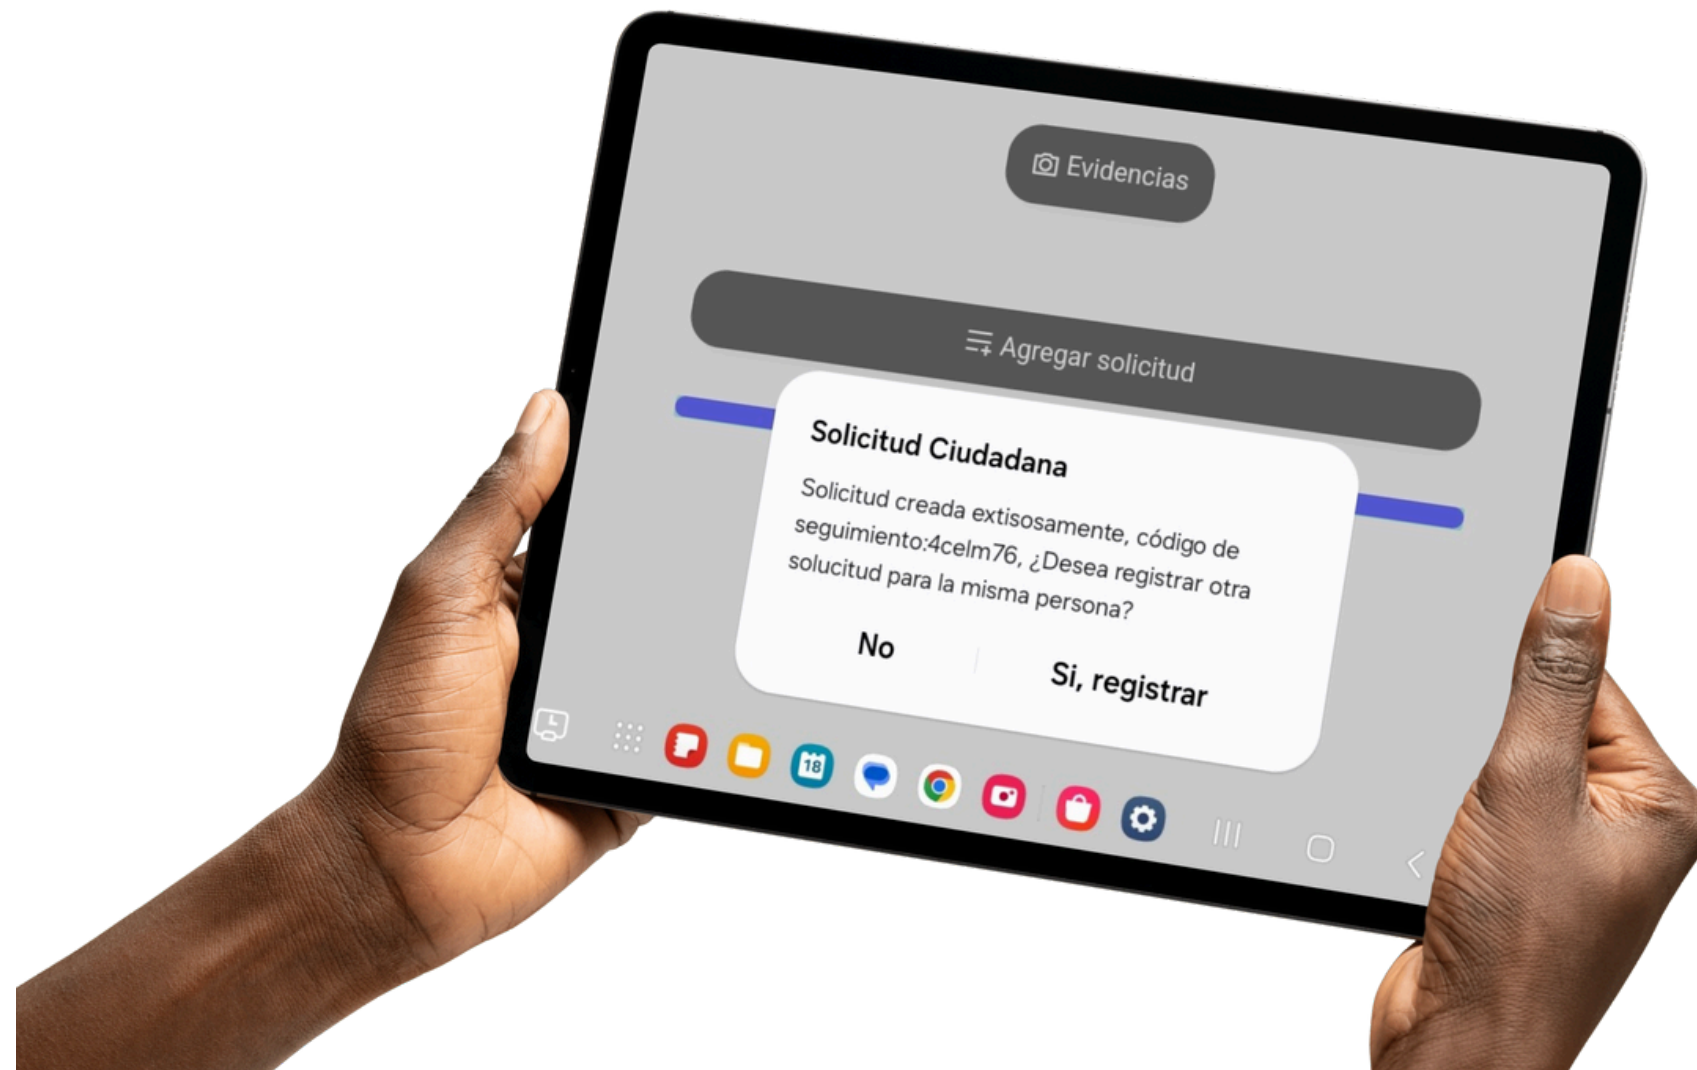 Evidencias
Agregar solicitud
Solicitud Ciudadana
Solicitud creada extisosamente, código de
seguimiento:4celm76, ¿Desea registrar otra
solucitud para la misma persona?
No
Si, registrar
18